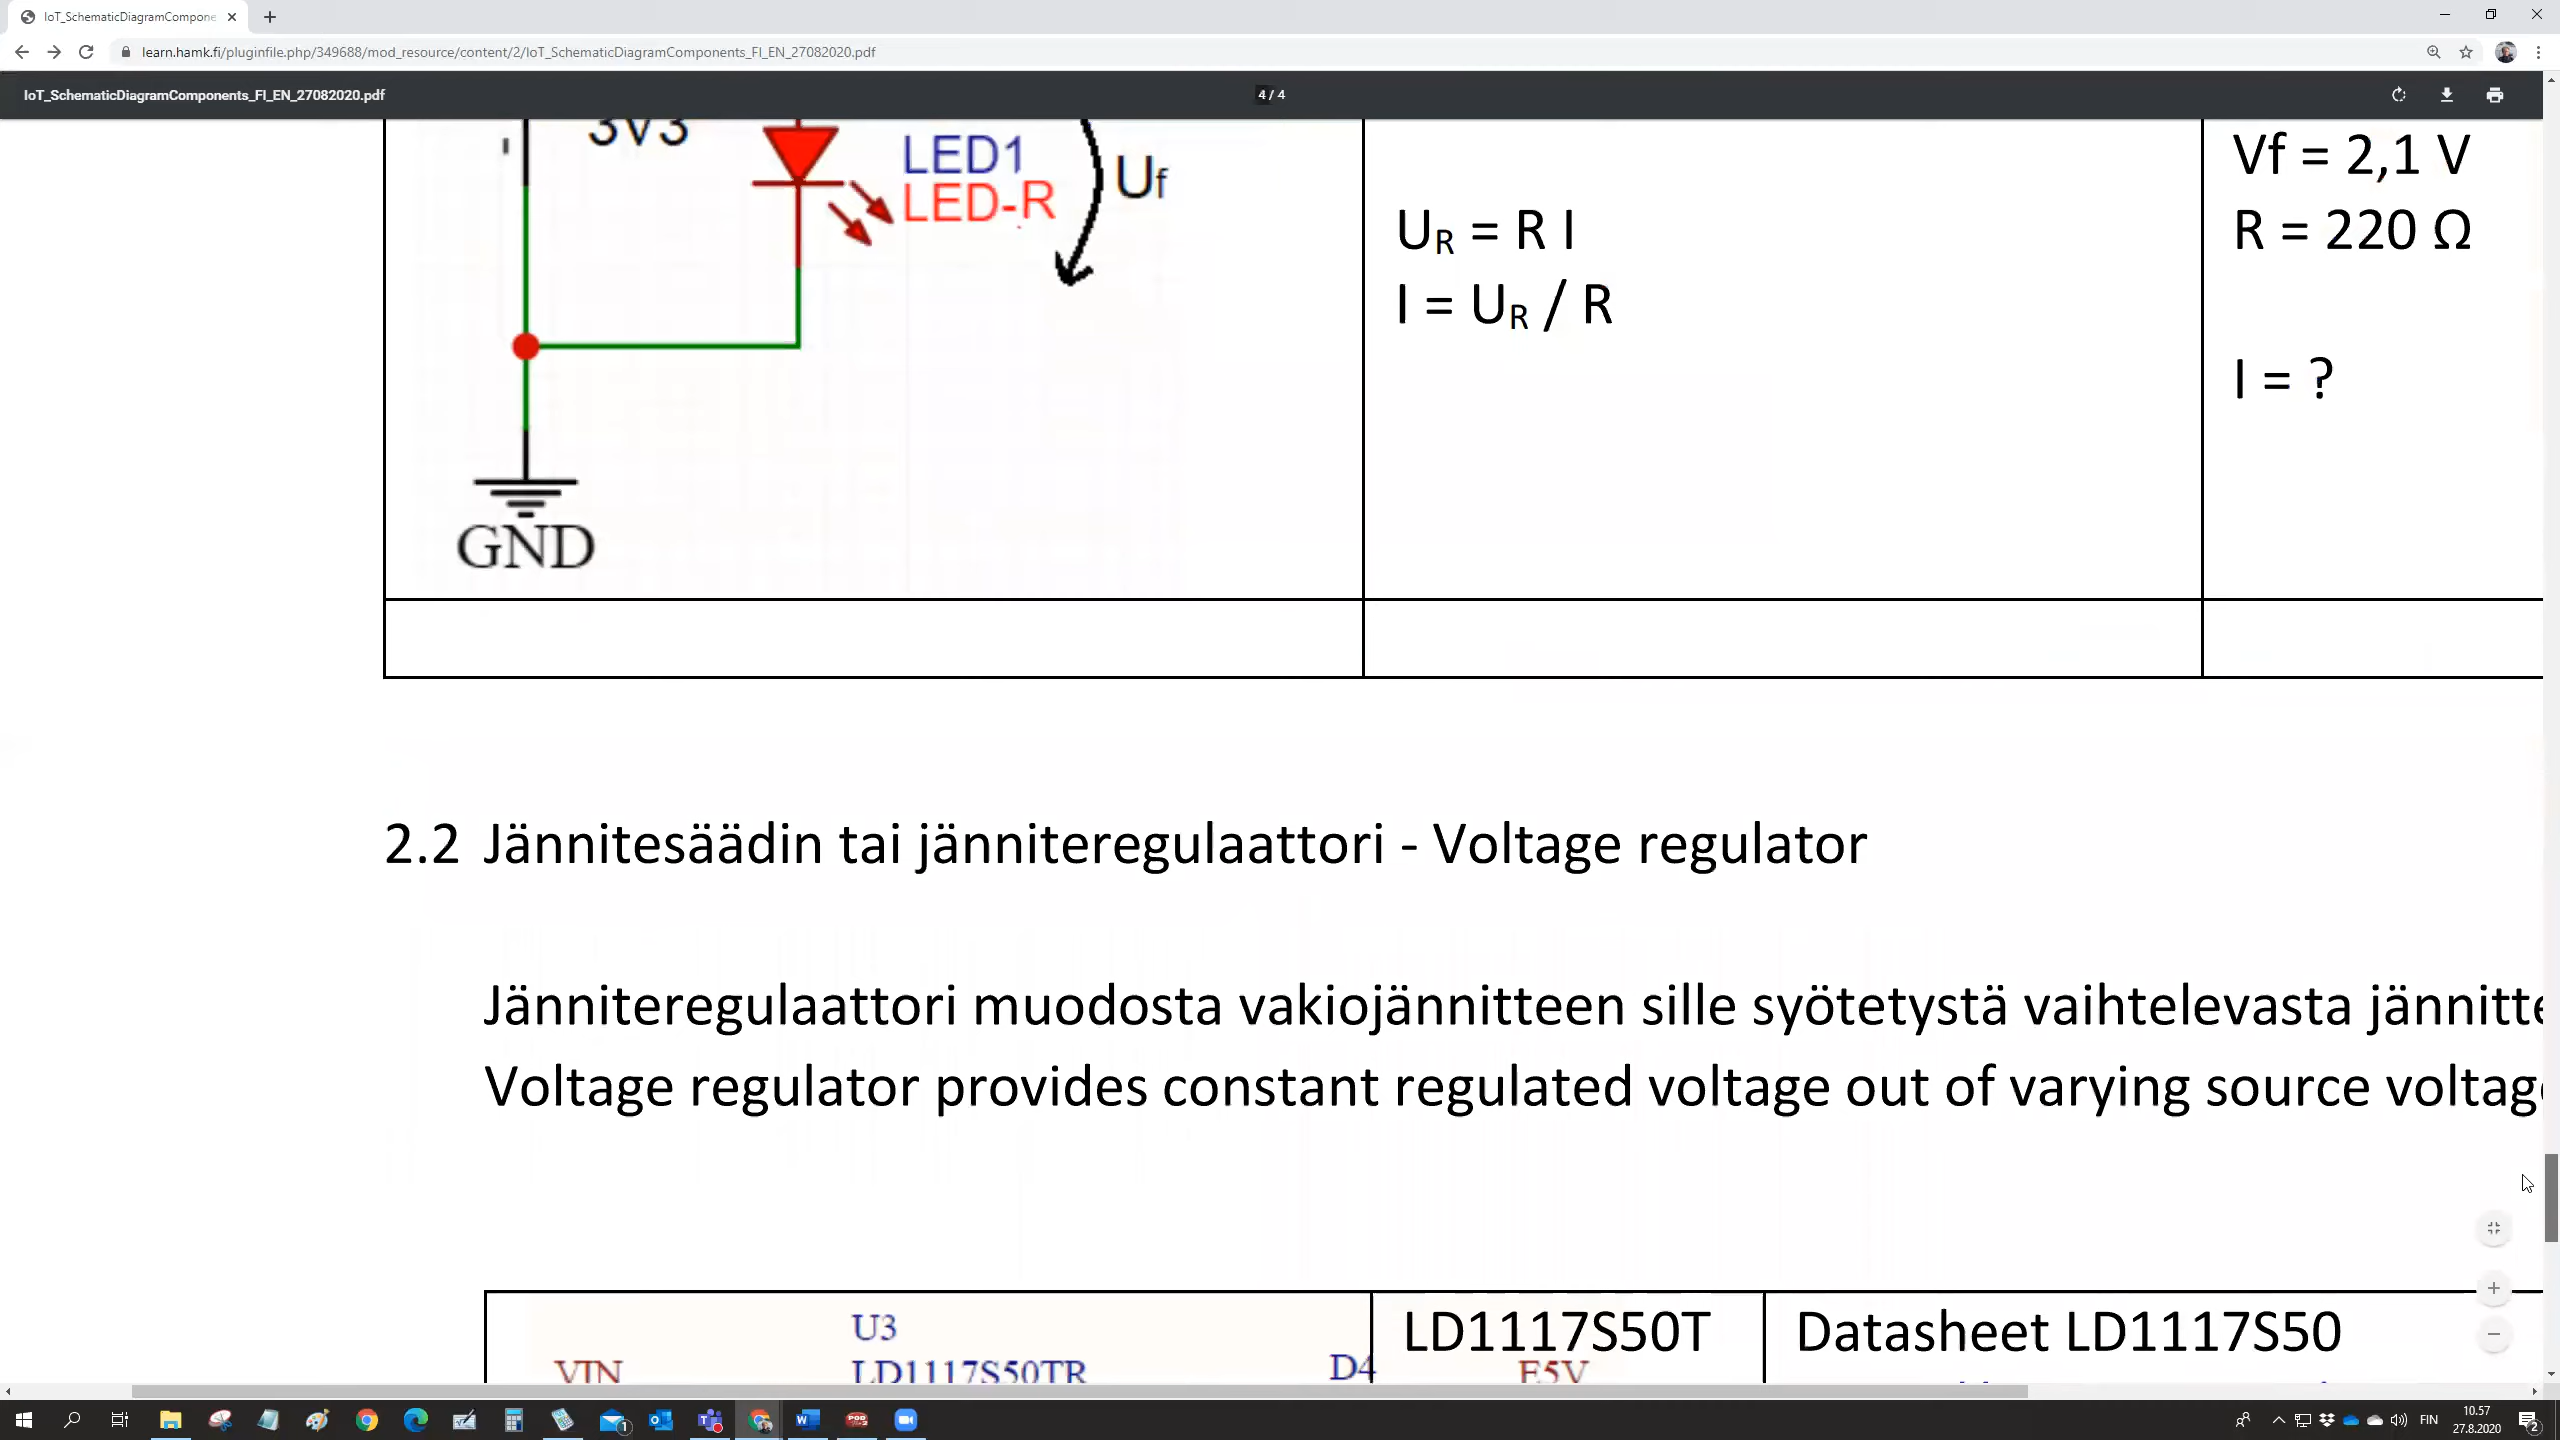 IoT_SchematicDiagramCompone
learn.hamk.fi/pluginfile.php/349688/mod_resource/content/2/IoT_SchematicDiagramComponents_FI_EN_27082020.pdf
IoT_SchematicDiagramComponents_FI_EN_27082020.pdf
4 / 4
3V3
LED1
LED-R
Uf
GND
UR = R I
I = UR / R
Vf = 2,1 V
R = 220 Ω
I = ?
2.2 Jännitesäädin tai jänniteregulaattori - Voltage regulator
Jänniteregulaattori muodosta vakiojännitteen sille syötetystä vaihtelevasta jännitte
Voltage regulator provides constant regulated voltage out of varying source voltage
U3
VIN
LD1117S50TR
D4
E5V
LD1117S50T
Datasheet LD1117S50
1
FIN
10.57
27.8.2020
2